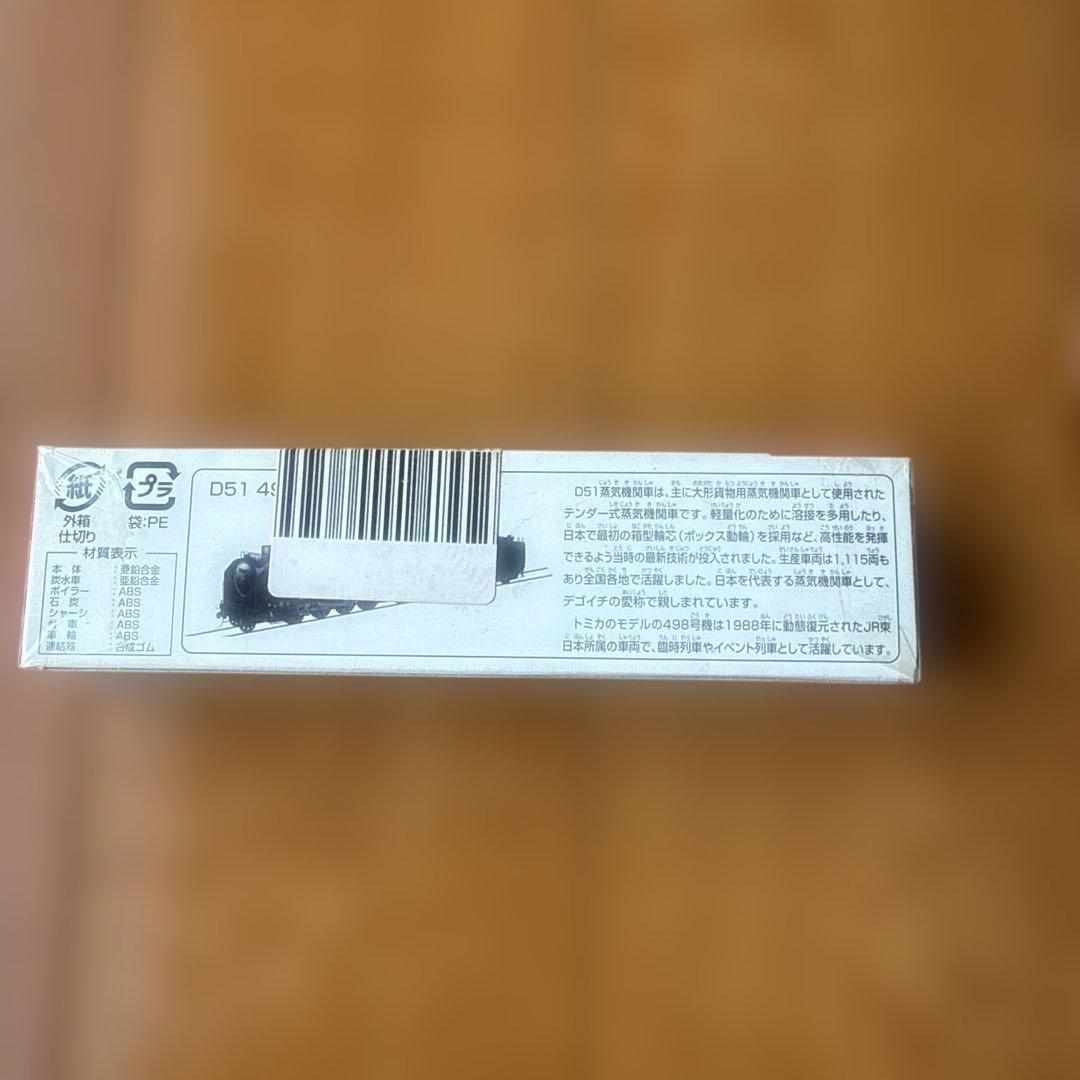 紙
外箱
仕切り
プラ
袋:PE
材質表示
本体:亜鉛合金
炭水車:亜鉛合金
ボイラー:ABS
石炭:ABS
シャーシ:ABS
台車:ABS
車輪:ABS
連結器:合成ゴム
D51 49
D51蒸気機関車は、主に大形貨物用蒸気機関車として使用された
テンダー式蒸気機関車です。軽量化のために溶接を多用したり、
日本で最初の箱型輪芯(ボックス動輪)を採用など、高性能を発揮
できるよう当時の最新技術が投入されました。生産車両は1,115両も
あり全国各地で活躍しました。日本を代表する蒸気機関車として、
デゴイチの愛称で親しまれています。
トミカのモデルの498号機は1988年に動態復元されたJR東
日本所属の車両で、臨時列車やイベント列車として活躍しています。